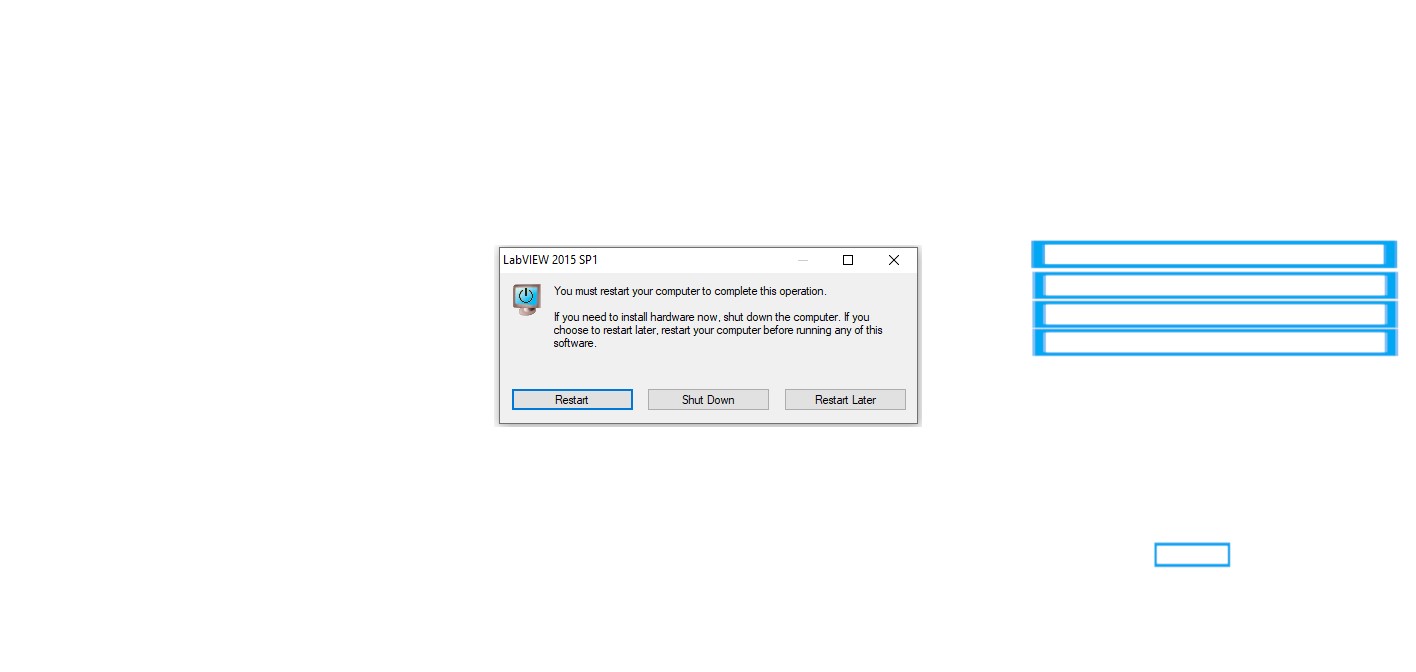 LabVIEW 2015 SP1
You must restart your computer to complete this operation.
If you need to install hardware now, shut down the computer. If you
choose to restart later, restart your computer before running any of this
software.
Restart
Shut Down
Restart Later